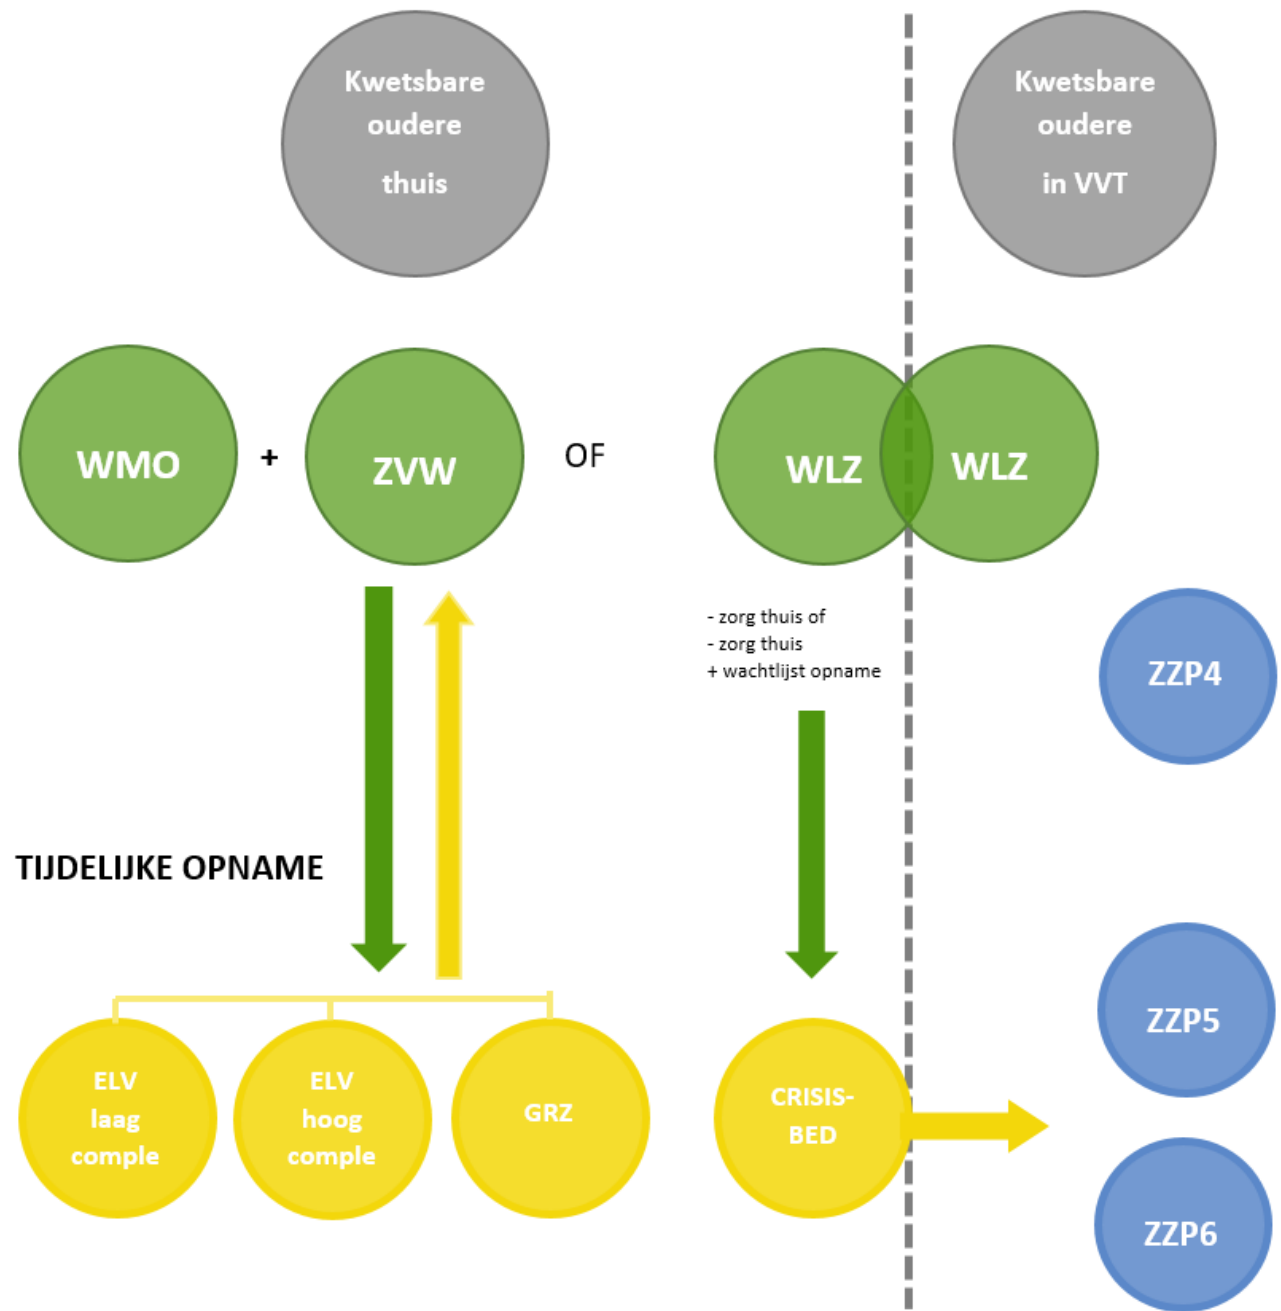 Kwetsbare
oudere
thuis
Kwetsbare
oudere
in VVT
WMO
+
ZVW
OF
WLZ
WLZ
- zorg thuis of
- zorg thuis
+ wachtlijst opname
ZZP4
TIJDELIJKE OPNAME
ELV
laag
comple
ELV
hoog
comple
GRZ
CRISIS-
BED
ZZP5
ZZP6